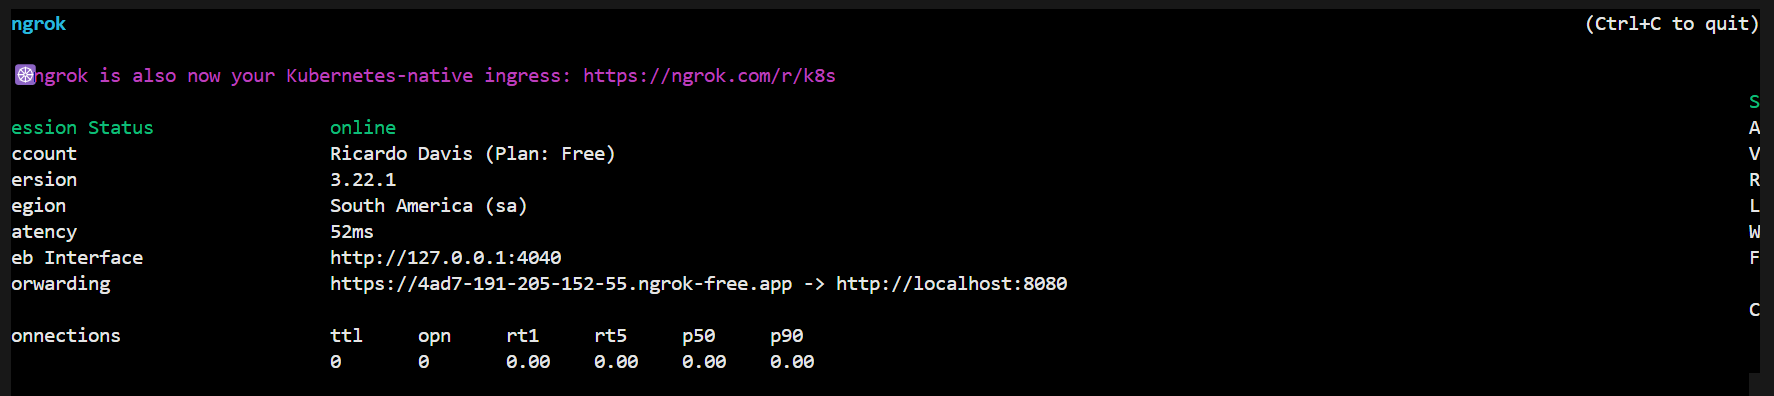 ngrok (Ctrl+C to quit)
ngrok is also now your Kubernetes-native ingress: https://ngrok.com/r/k8s
S
ession Status online A
ccount Ricardo Davis (Plan: Free) V
ersion 3.22.1 R
egion South America (sa) L
atency 52ms W
eb Interface http://127.0.0.1:4040 F
orwarding https://4ad7-191-205-152-55.ngrok-free.app -> http://localhost:8080
C
onnections ttl opn rt1 rt5 p50 p90
0 0 0.00 0.00 0.00 0.00